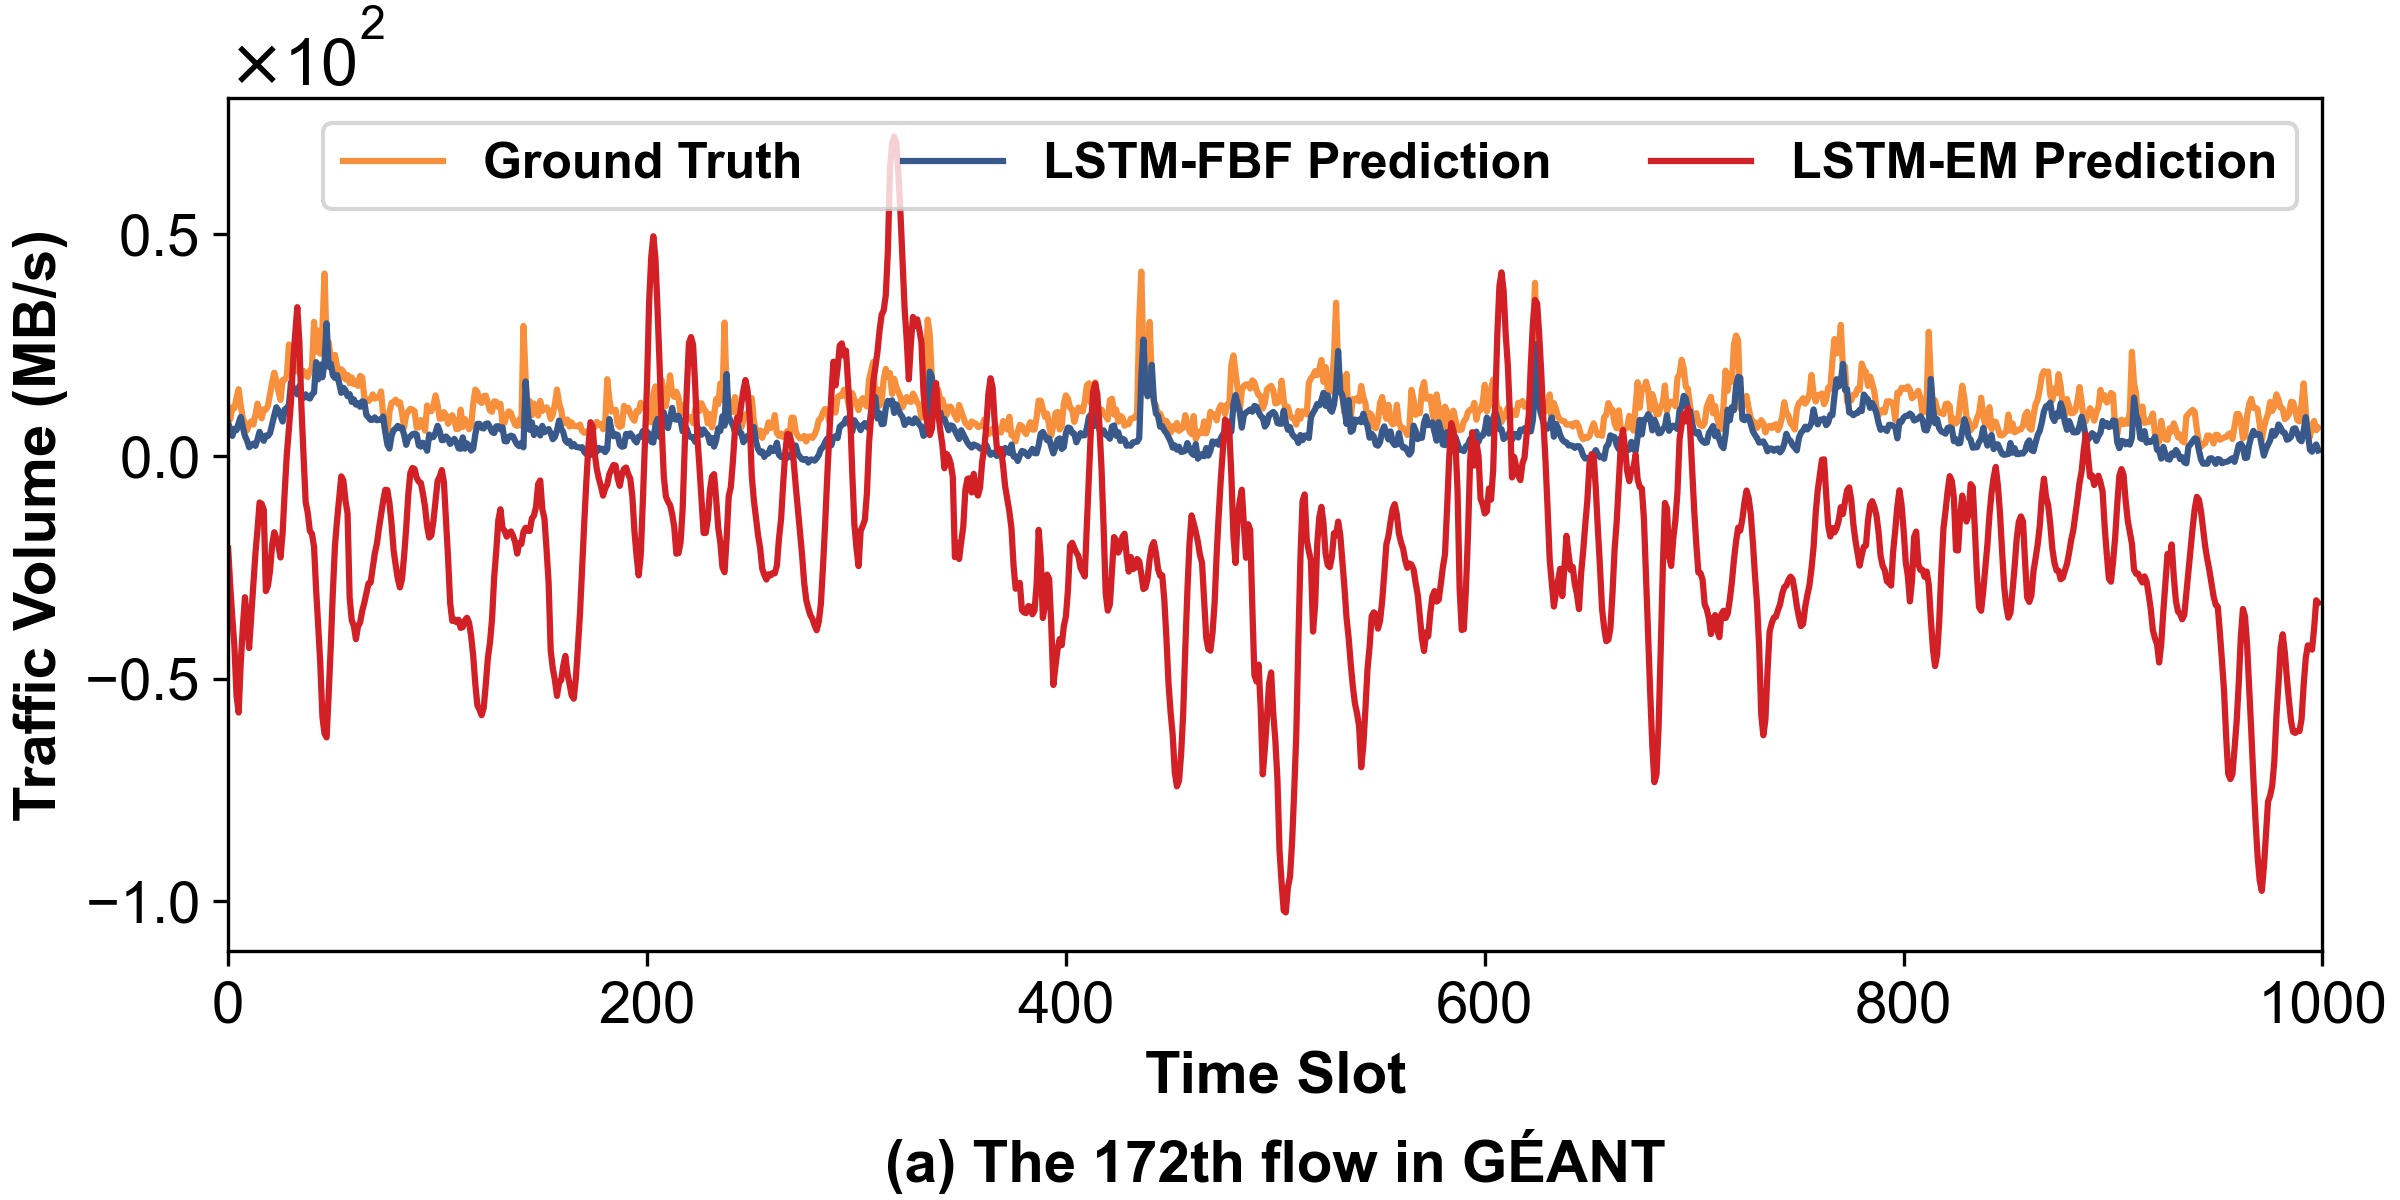 ×10²
Ground Truth LSTM-FBF Prediction LSTM-EM Prediction
0.5
0.0
−0.5
−1.0
Traffic Volume (MB/s)
0 200 400 600 800 1000
Time Slot
(a) The 172th flow in GÉANT